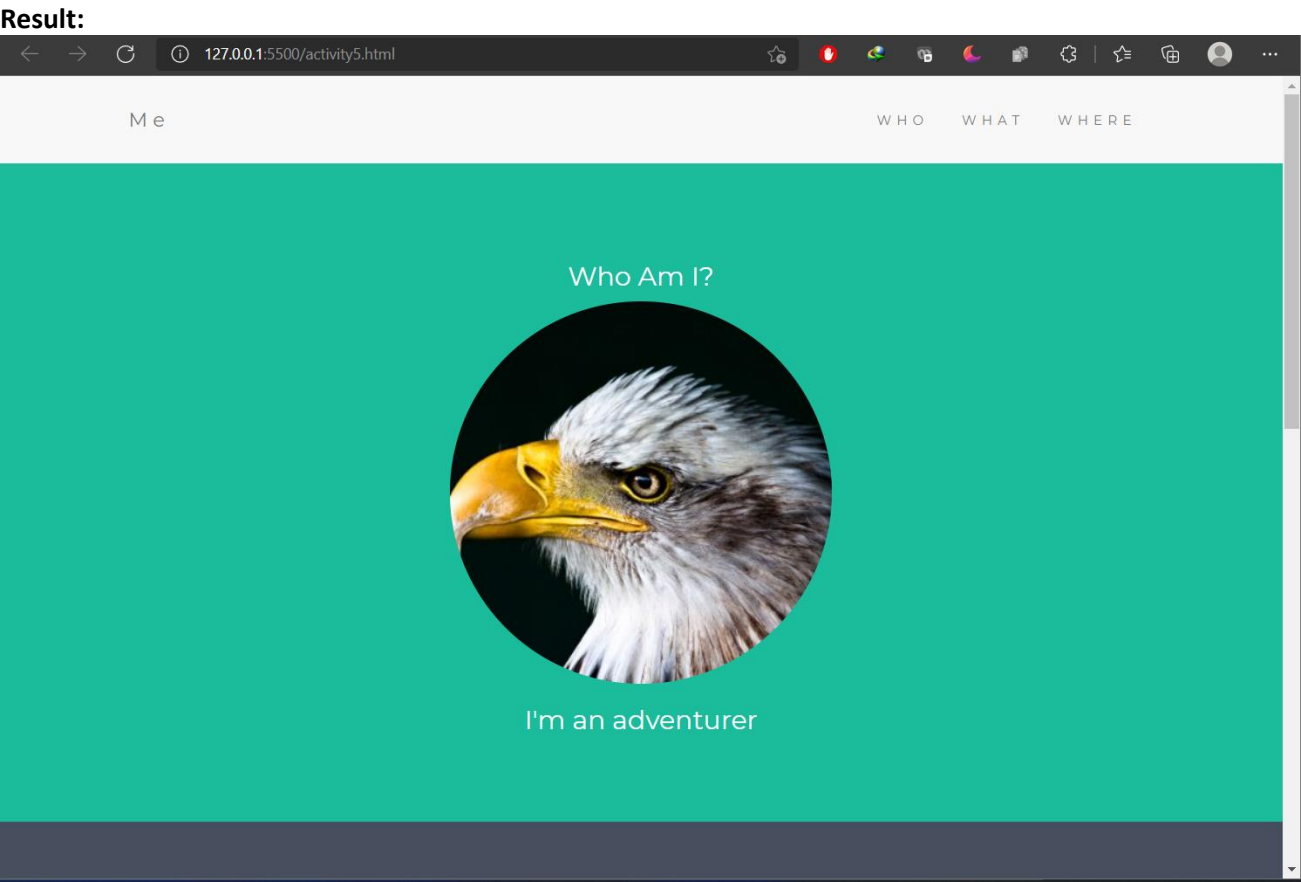 Result:
127.0.0.1:5500/activity5.html
Me
WHO WHAT WHERE
Who Am I?
I'm an adventurer